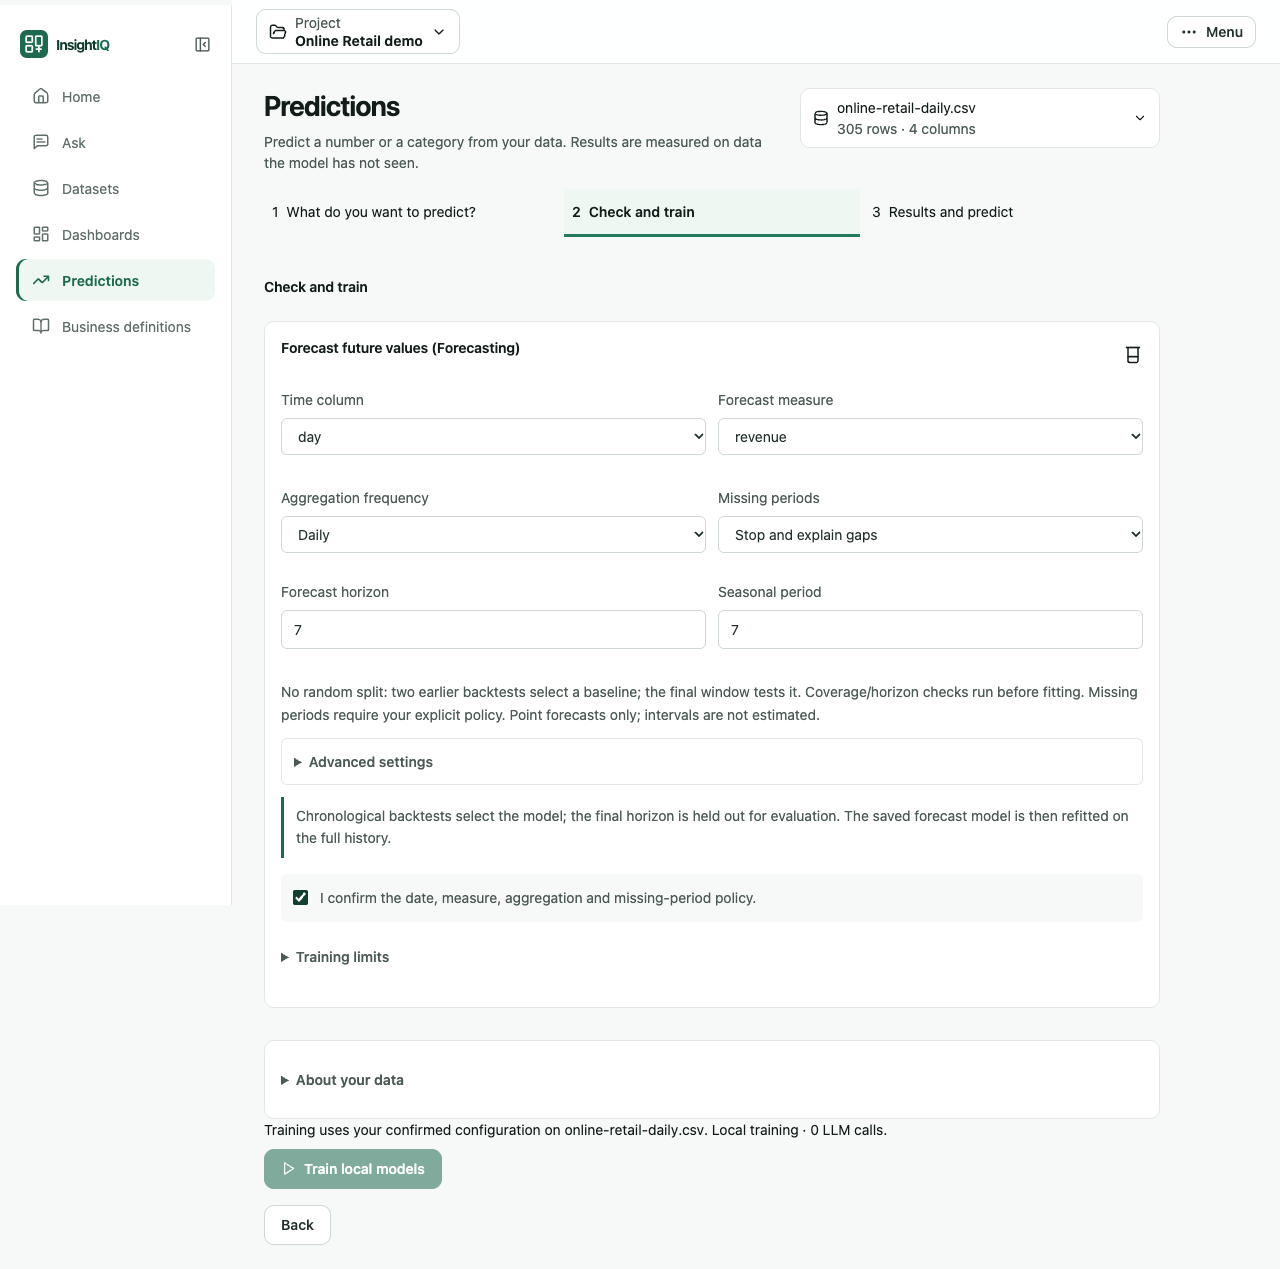 InsightIQ
Project
Online Retail demo
Menu
Home
Ask
Datasets
Dashboards
Predictions
Business definitions
Predictions
Predict a number or a category from your data. Results are measured on data
the model has not seen.
online-retail-daily.csv
305 rows · 4 columns
1 What do you want to predict?
2 Check and train
3 Results and predict
Check and train
Forecast future values (Forecasting)
Time column
Forecast measure
day
revenue
Aggregation frequency
Missing periods
Daily
Stop and explain gaps
Forecast horizon
Seasonal period
7
7
No random split: two earlier backtests select a baseline; the final window tests it. Coverage/horizon checks run before fitting. Missing
periods require your explicit policy. Point forecasts only; intervals are not estimated.
Advanced settings
Chronological backtests select the model; the final horizon is held out for evaluation. The saved forecast model is then refitted on
the full history.
I confirm the date, measure, aggregation and missing-period policy.
Training limits
About your data
Training uses your confirmed configuration on online-retail-daily.csv. Local training · 0 LLM calls.
Train local models
Back